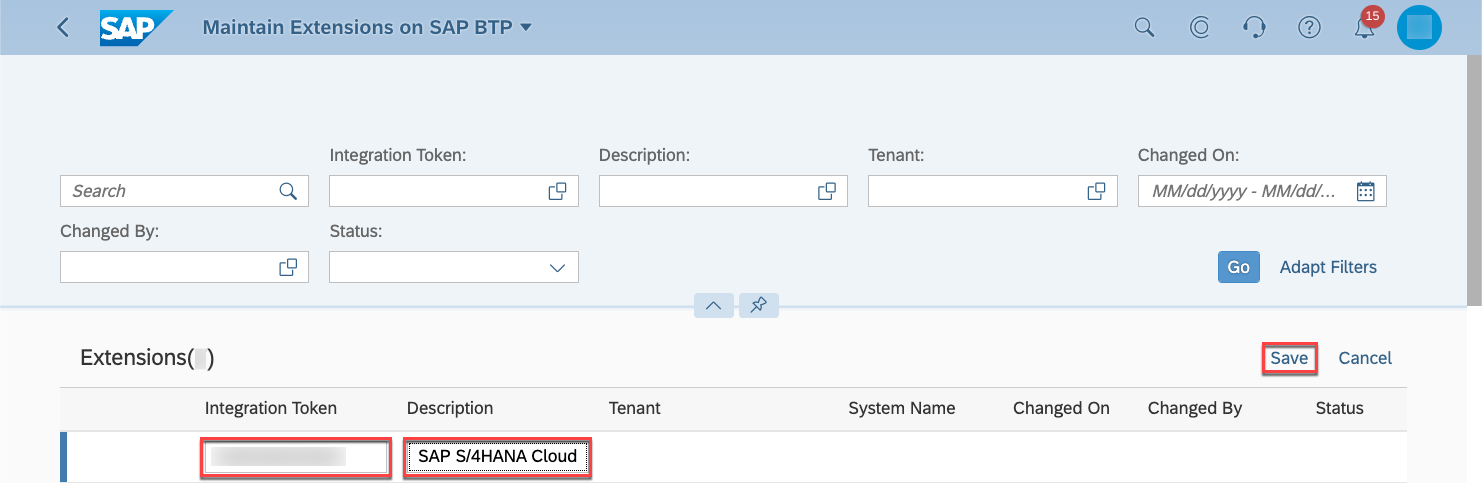 SAP Maintain Extensions on SAP BTP 15
Integration Token: Description: Tenant: Changed On:
Search MM/dd/yyyy - MM/dd/...
Changed By: Status:
Go Adapt Filters
Extensions( )
Save Cancel
Integration Token Description Tenant System Name Changed On Changed By Status
SAP S/4HANA Cloud